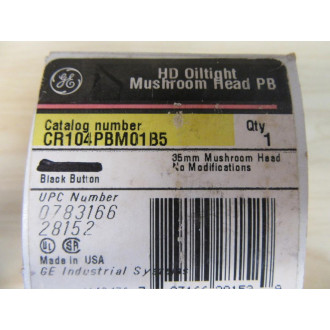 HD Oiltight
Mushroom Head PB
Catalog number Qty
CR104PBM01B5 1
35mm Mushroom Head
No Modifications
Black Button
UPC Number
0783166
28152
Made in USA
GE Industrial Systems